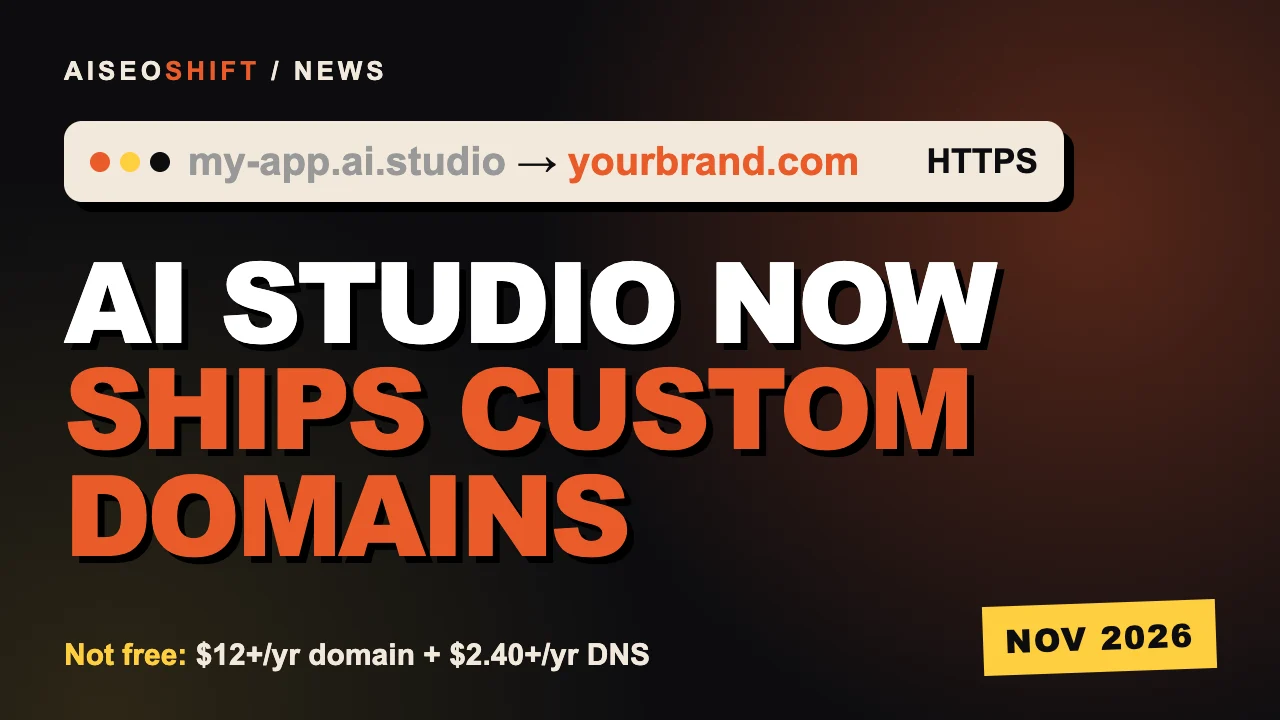 AISEOSHIFT / NEWS
my-app.ai.studio → yourbrand.com HTTPS
AI STUDIO NOW
SHIPS CUSTOM
DOMAINS
Not free: $12+/yr domain + $2.40+/yr DNS
NOV 2026